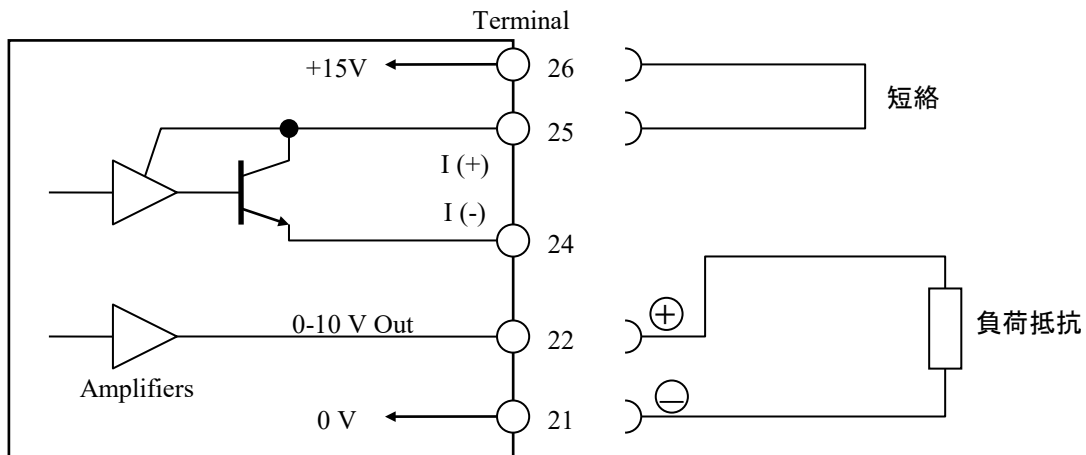 Terminal
+15V
26
短絡
25
I (+)
I (-)
24
0-10 V Out
22
+
負荷抵抗
Amplifiers
0 V
21
−